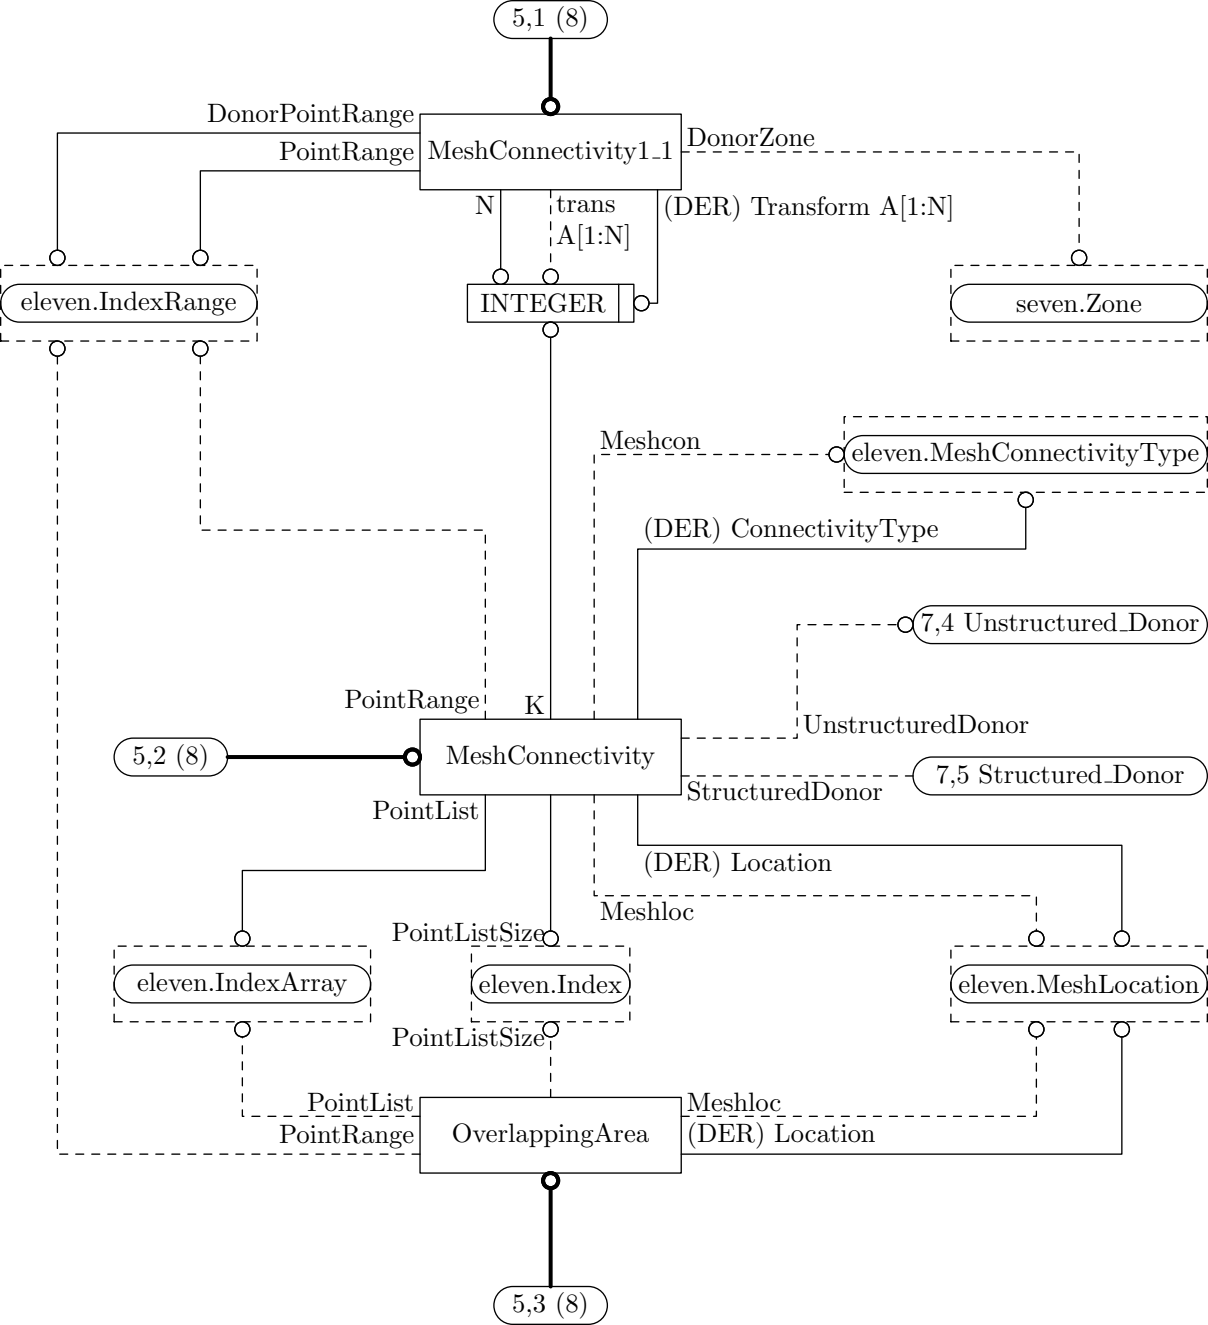 5,1 (8)
DonorPointRange
PointRange
MeshConnectivity1_1
DonorZone
N
trans
A[1:N]
(DER) Transform A[1:N]
eleven.IndexRange
INTEGER
seven.Zone
Meshcon
eleven.MeshConnectivityType
(DER) ConnectivityType
7,4 Unstructured_Donor
PointRange
K
UnstructuredDonor
5,2 (8)
MeshConnectivity
7,5 Structured_Donor
StructuredDonor
PointList
(DER) Location
Meshloc
PointListSize
eleven.IndexArray
eleven.Index
eleven.MeshLocation
PointListSize
PointList
Meshloc
PointRange
OverlappingArea
(DER) Location
5,3 (8)